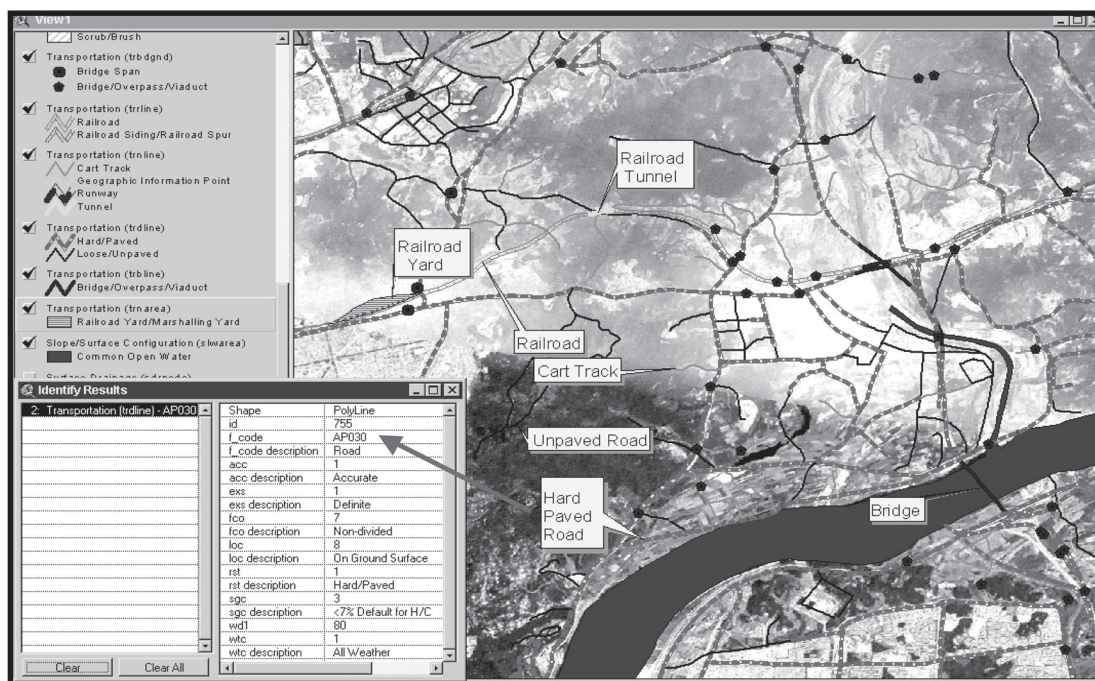 View1
Scrub/Brush
Transportation (trbdgnd)
Bridge Span
Bridge/Overpass/Viaduct
Transportation (trrline)
Railroad
Railroad Siding/Railroad Spur
Transportation (trnline)
Cart Track
Geographic Information Point
Runway
Tunnel
Transportation (trdline)
Hard/Paved
Loose/Unpaved
Transportation (trbline)
Bridge/Overpass/Viaduct
Transportation (trnarea)
Railroad Yard/Marshalling Yard
Slope/Surface Configuration (slwarea)
Common Open Water
Railroad
Tunnel
Railroad
Yard
Railroad
Cart Track
Unpaved Road
Hard
Paved
Road
Bridge
Identify Results
2: Transportation (trdline) - AP030
Shape PolyLine
id 755
f_code AP030
f_code description Road
acc 1
acc description Accurate
exs 1
exs description Definite
fco 7
fco description Non-divided
loc 8
loc description On Ground Surface
rst 1
rst description Hard/Paved
sgc 3
sgc description <7% Default for H/C
wd1 80
wtc 1
wtc description All Weather
Clear Clear All